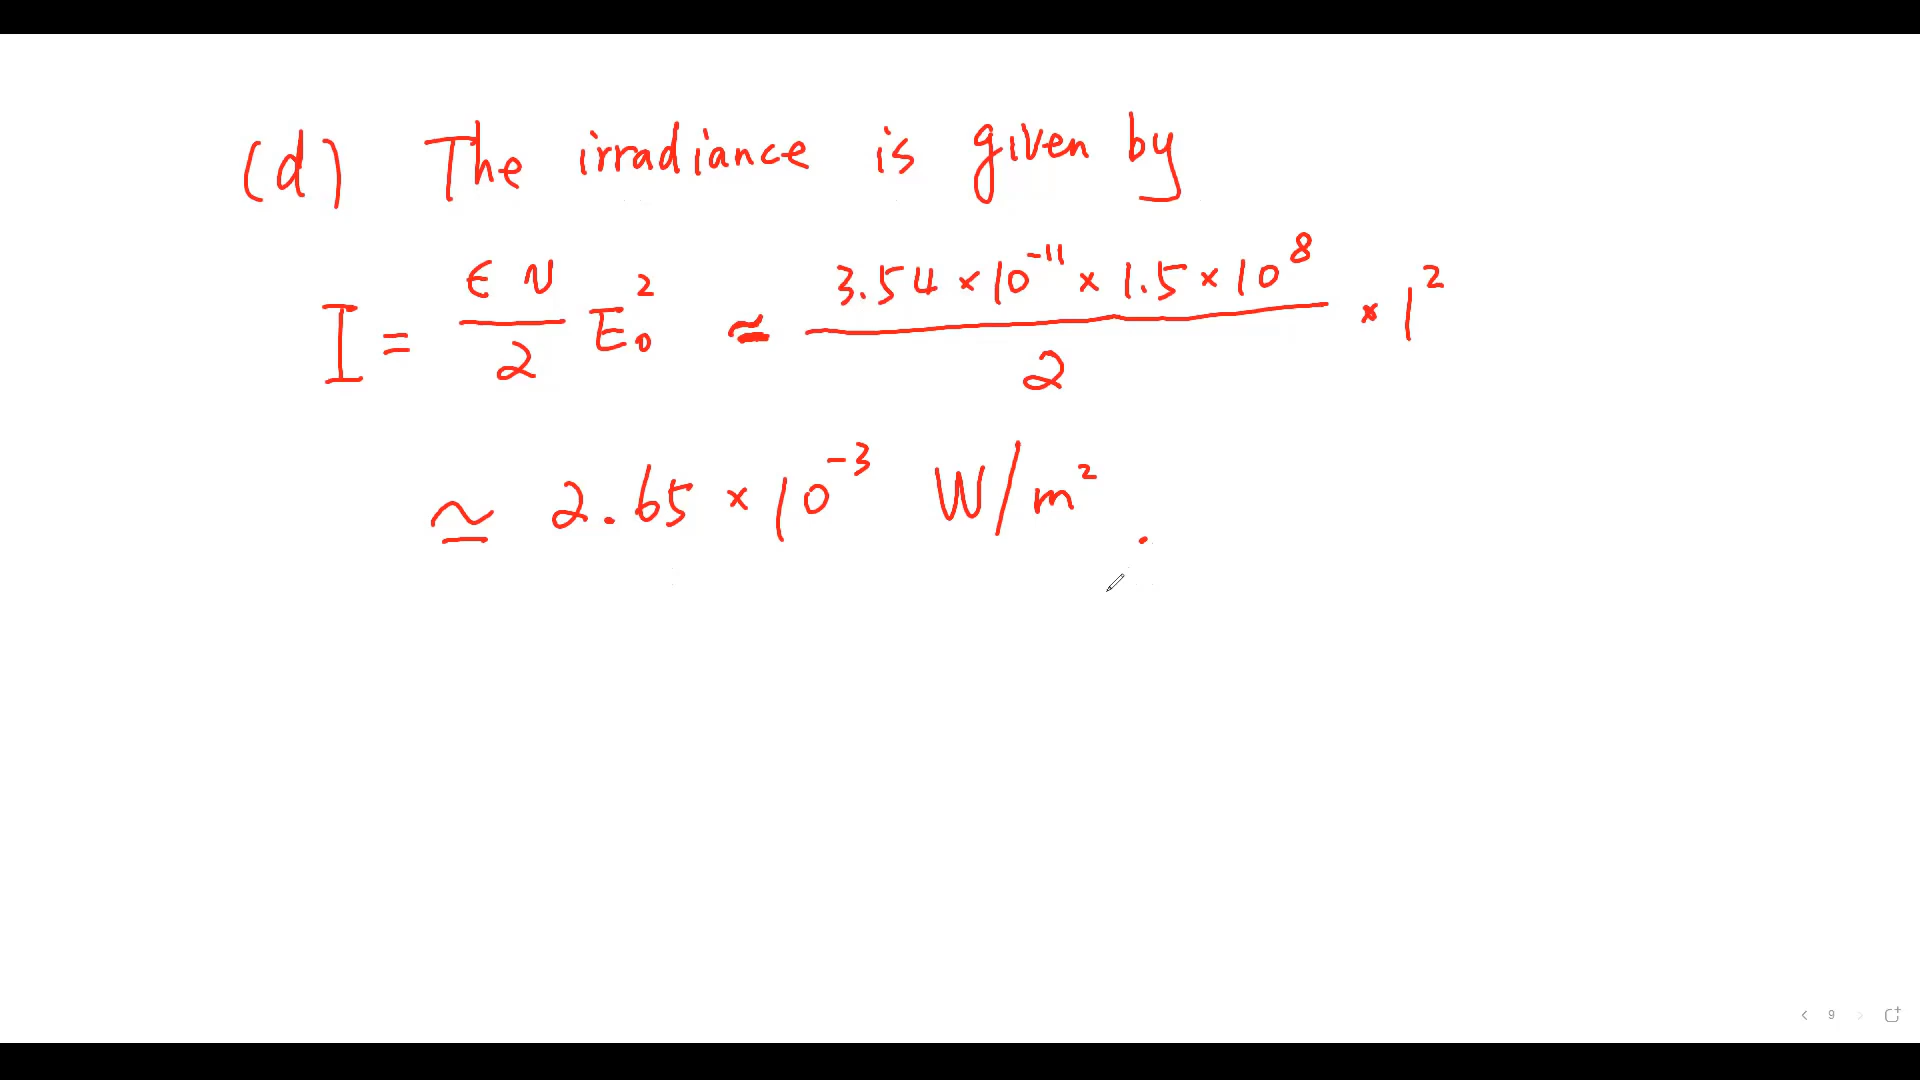 (d) The irradiance is given by
I = ϵ v / 2 E₀² ≃ 3.54 × 10⁻¹¹ × 1.5 × 10⁸ / 2 × 1²
≃ 2.65 × 10⁻³ W/m².
9